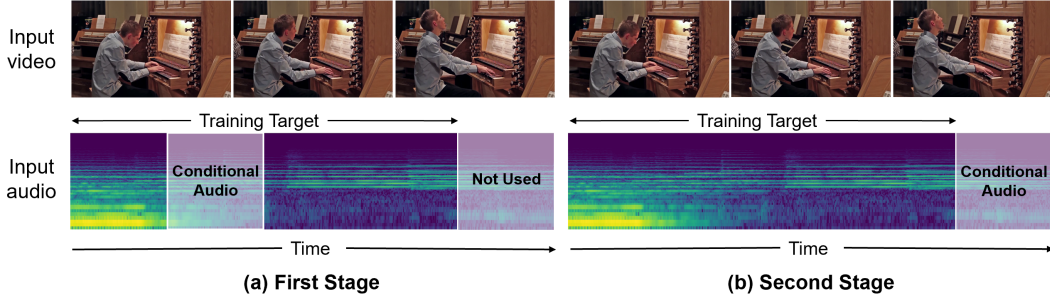 Input
video
Training Target
Training Target
Input
audio
Conditional
Audio
Not Used
Conditional
Audio
Time
Time
(a) First Stage
(b) Second Stage